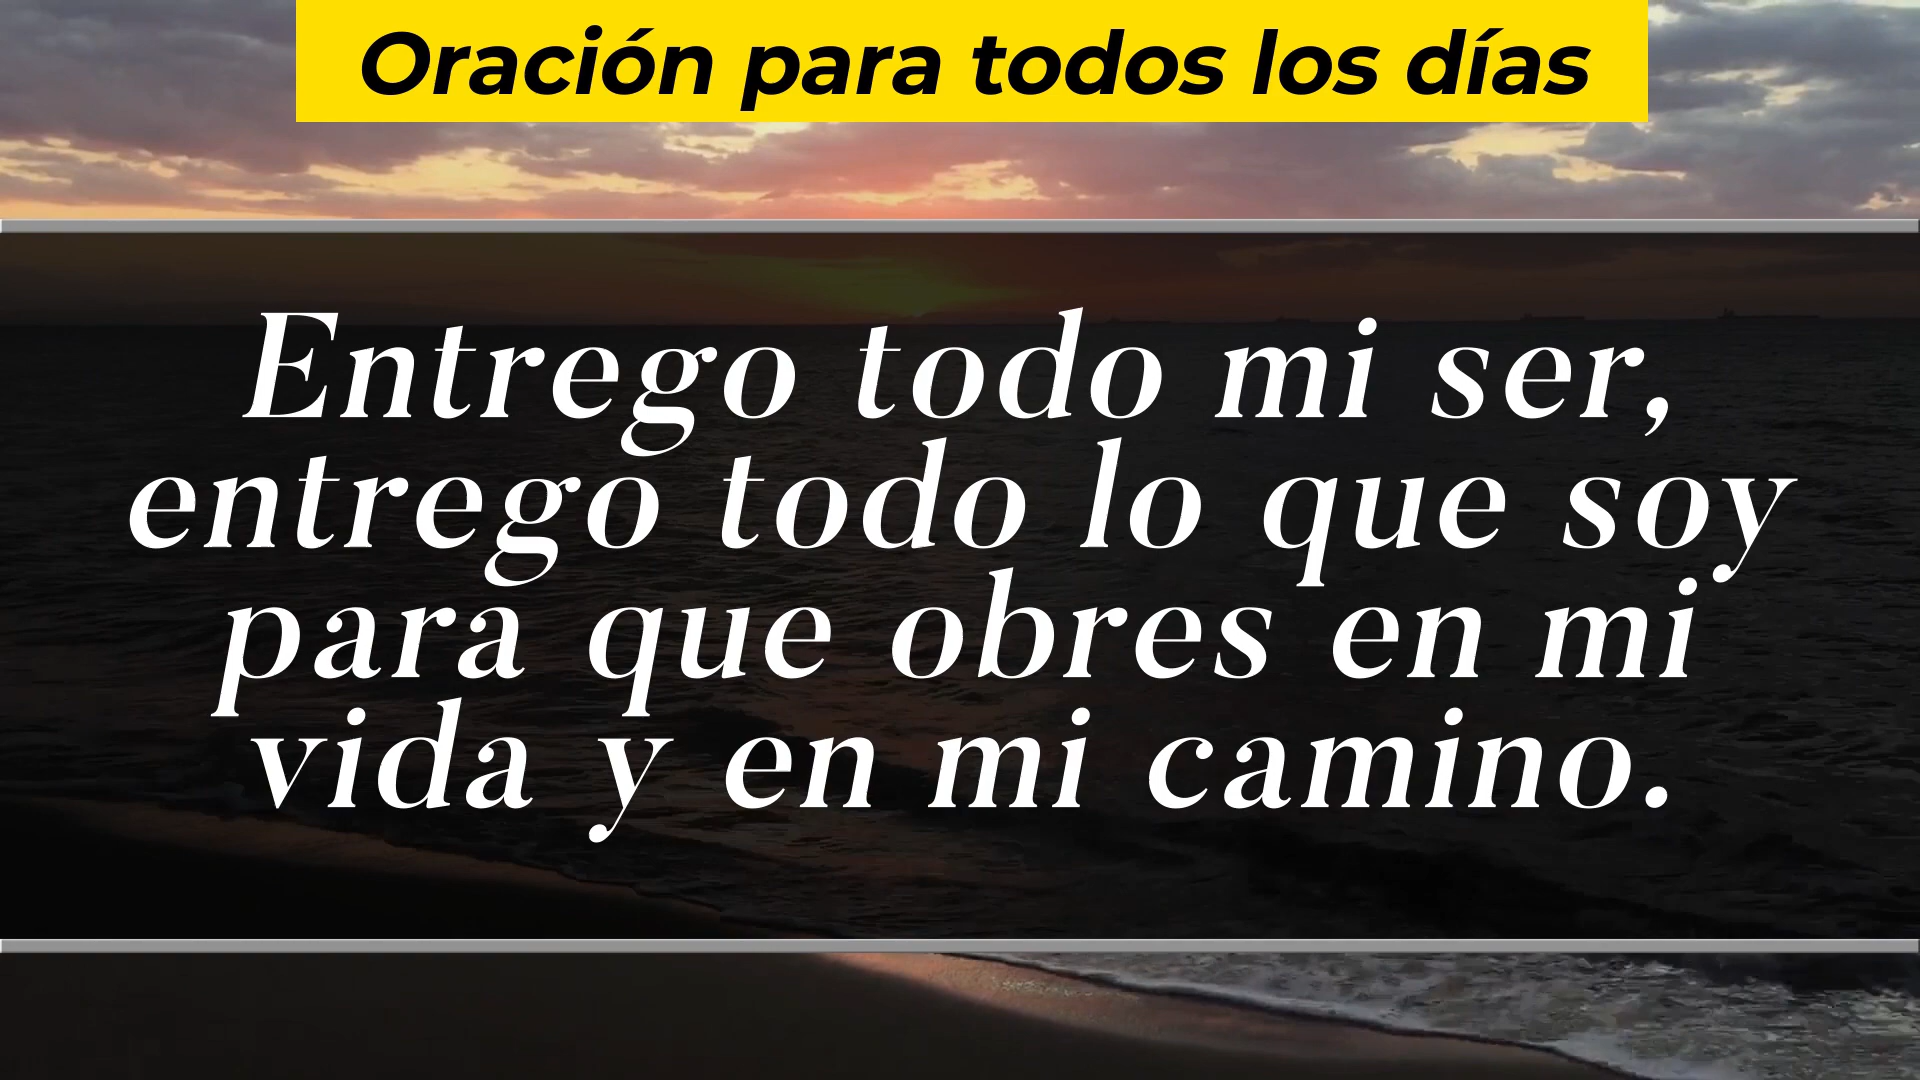 Oración para todos los días
Entrego todo mi ser,
entrego todo lo que soy
para que obres en mi
vida y en mi camino.